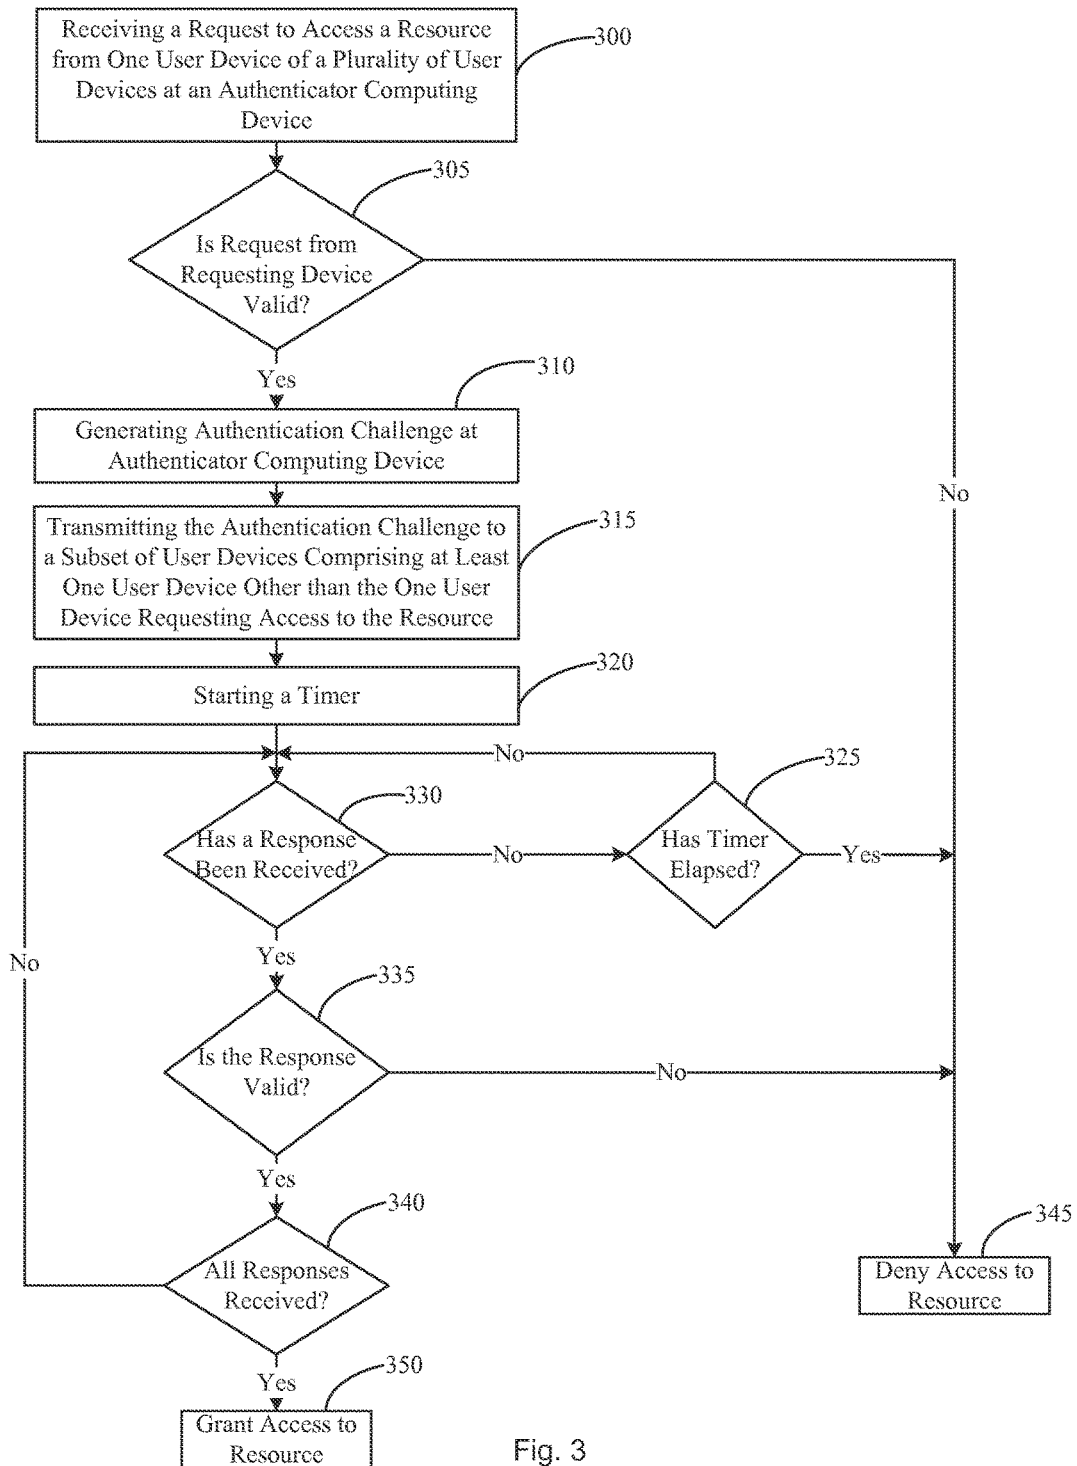 Receiving a Request to Access a Resource
from One User Device of a Plurality of User
Devices at an Authenticator Computing
Device
300
305
Is Request from
Requesting Device
Valid?
Yes
No
310
Generating Authentication Challenge at
Authenticator Computing Device
315
Transmitting the Authentication Challenge to
a Subset of User Devices Comprising at Least
One User Device Other than the One User
Device Requesting Access to the Resource
320
Starting a Timer
No
325
330
Has a Response
Been Received?
No
Has Timer
Elapsed?
Yes
Yes
No
335
Is the Response
Valid?
No
Yes
340
All Responses
Received?
345
Deny Access to
Resource
Yes
350
Grant Access to
Resource
Fig. 3